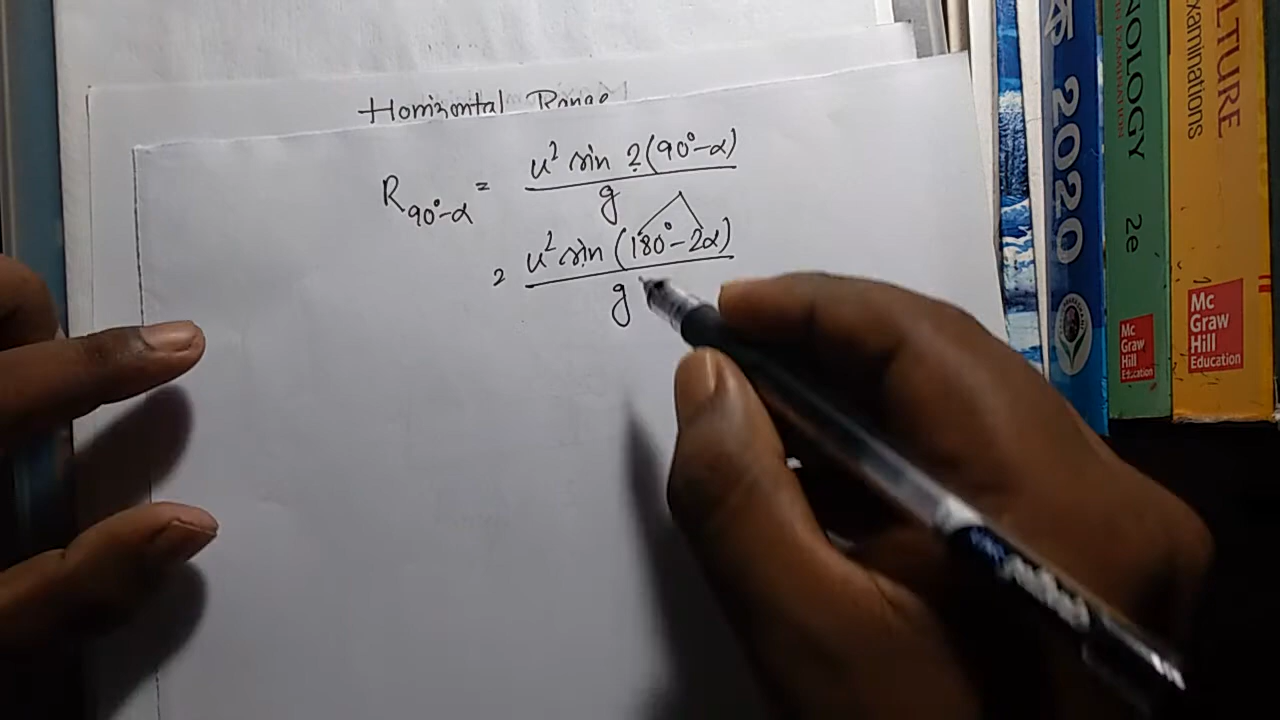 Horizontal Range
R90°-α = u² sin 2(90°-α) / g
= u² sin (180°-2α) / g
2020
NOLOGY
2e
Mc
Graw
Hill
Education
LTURE
Examinations
Mc
Graw
Hill
Education